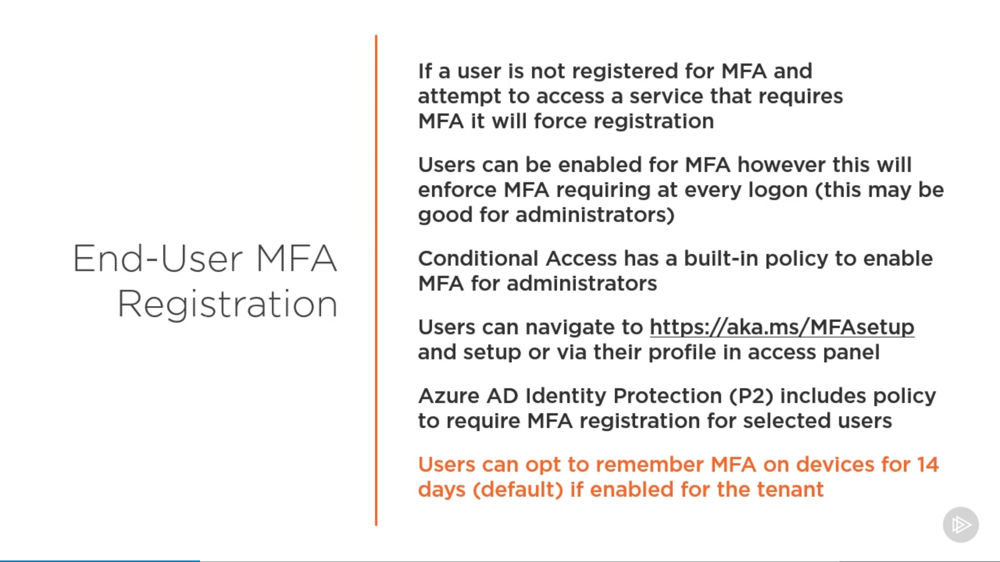 End-User MFA
Registration
If a user is not registered for MFA and
attempt to access a service that requires
MFA it will force registration
Users can be enabled for MFA however this will
enforce MFA requiring at every logon (this may be
good for administrators)
Conditional Access has a built-in policy to enable
MFA for administrators
Users can navigate to https://aka.ms/MFAsetup
and setup or via their profile in access panel
Azure AD Identity Protection (P2) includes policy
to require MFA registration for selected users
Users can opt to remember MFA on devices for 14
days (default) if enabled for the tenant